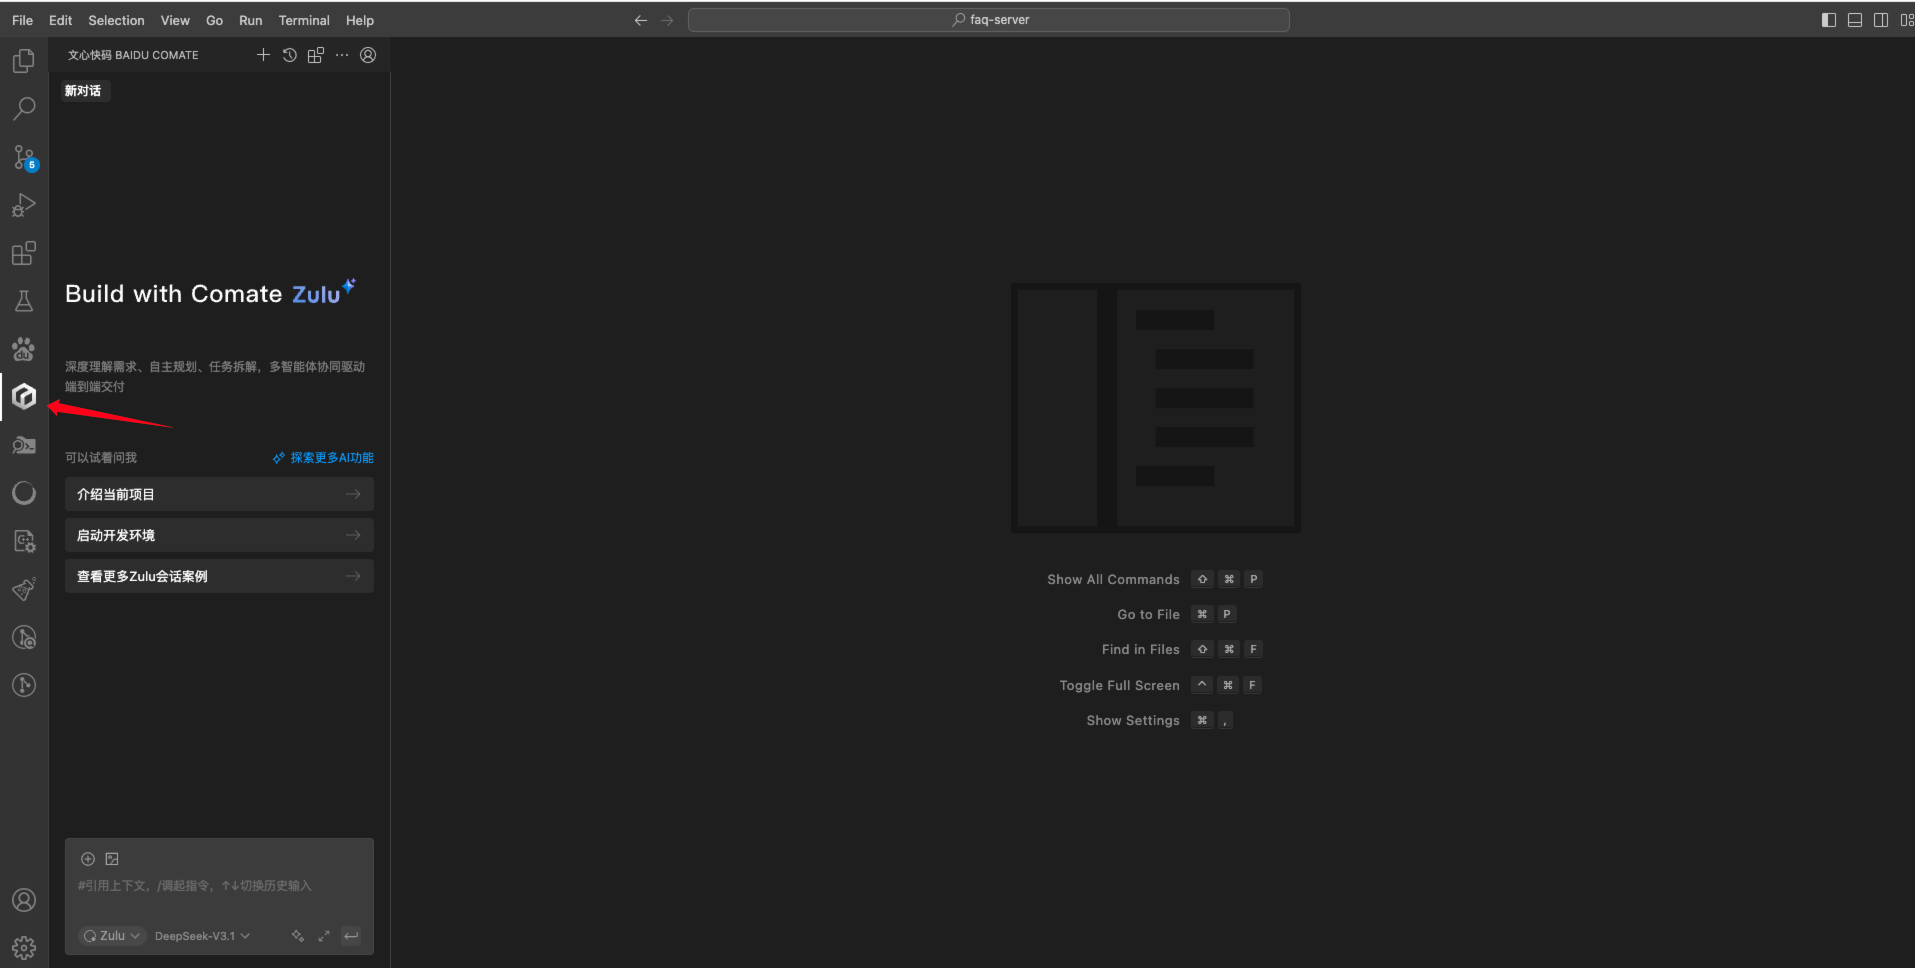 File Edit Selection View Go Run Terminal Help
faq-server
文心快码 BAIDU COMATE
新对话
5
Build with Comate Zulu
du
深度理解需求、自主规划、任务拆解，多智能体协同驱动
端到端交付
可以试着问我
探索更多AI功能
介绍当前项目
启动开发环境
查看更多Zulu会话案例
Show All Commands ⇧ ⌘ P
Go to File ⌘ P
Find in Files ⇧ ⌘ F
Toggle Full Screen ^ ⌘ F
Show Settings ⌘ ,
#引用上下文，/调起指令，↑↓切换历史输入
Zulu DeepSeek-V3.1